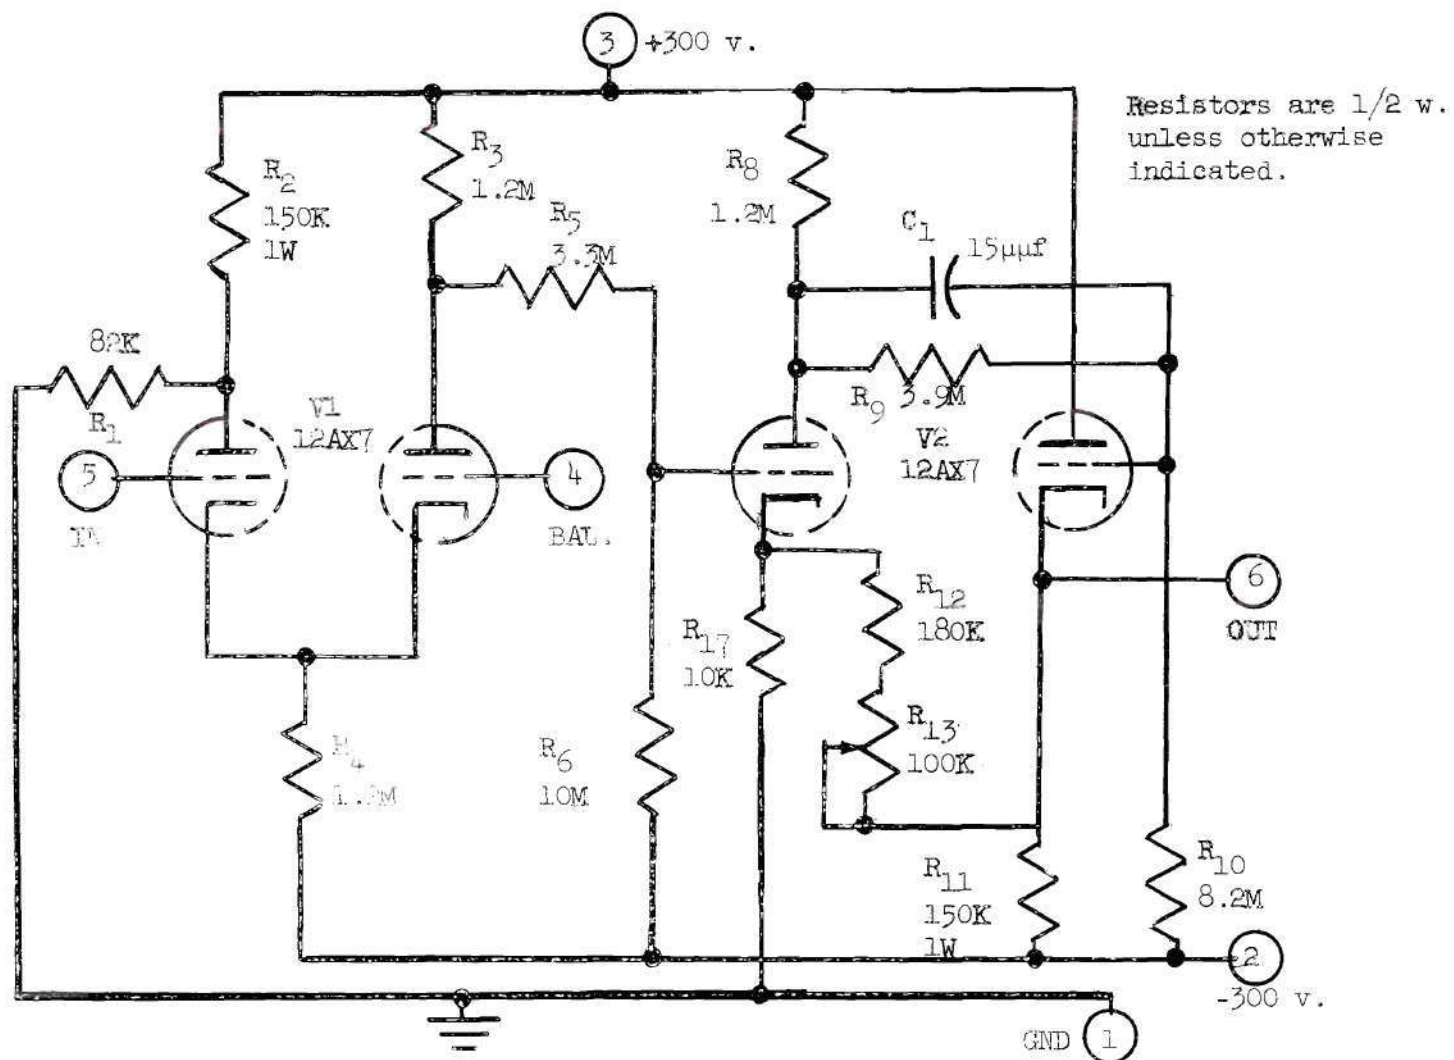 3 +300 v.
Resistors are 1/2 w.
unless otherwise
indicated.
R2
150K
1W
R3
1.2M
R5
3.3M
R8
1.2M
C1
15μμf
82K
R1
V1
12AX7
R9 3.9M
V2
12AX7
5
4
BAL.
6
OUT
R12
180K
R17
10K
R13
100K
R6
10M
R11
150K
1W
R10
8.2M
2
-300 v.
GND 1